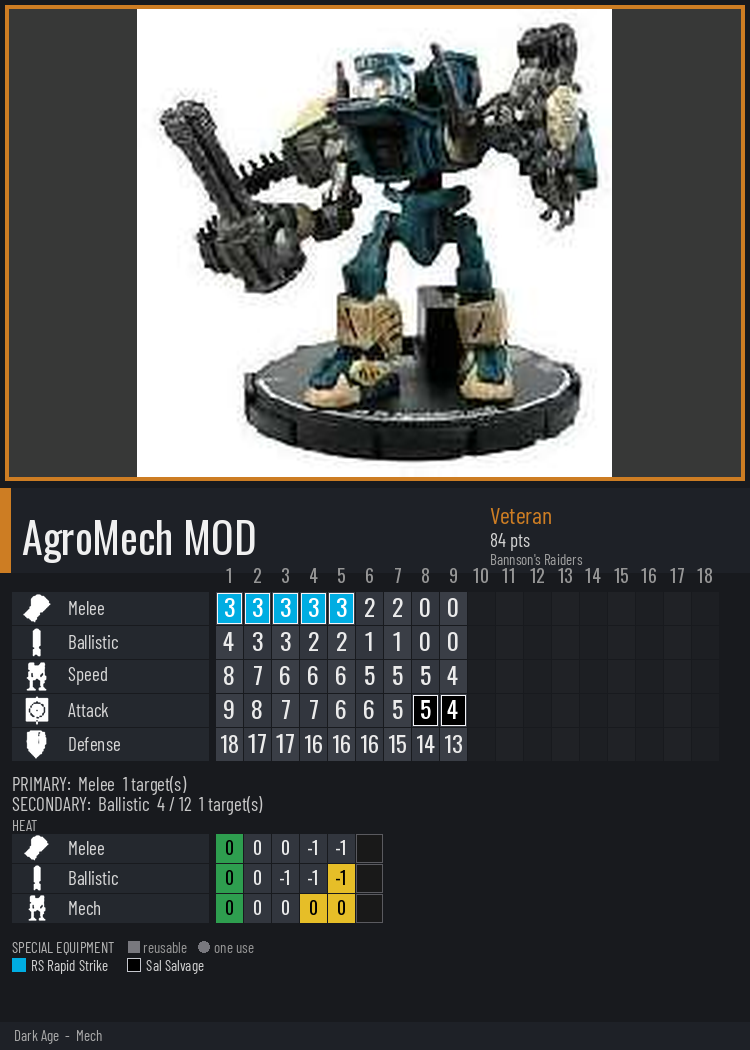 AgroMech MOD
Veteran
84 pts
Bannson's Raiders
1 2 3 4 5 6 7 8 9 10 11 12 13 14 15 16 17 18
Melee 3 3 3 3 3 2 2 0 0
Ballistic 4 3 3 2 2 1 1 0 0
Speed 8 7 6 6 6 5 5 5 4
Attack 9 8 7 7 6 6 5 5 4
Defense 18 17 17 16 16 16 15 14 13
PRIMARY: Melee 1 target(s)
SECONDARY: Ballistic 4 / 12 1 target(s)
HEAT
Melee 0 0 0 -1 -1
Ballistic 0 0 -1 -1 -1
Mech 0 0 0 0 0
SPECIAL EQUIPMENT reusable one use
RS Rapid Strike Sal Salvage
Dark Age - Mech